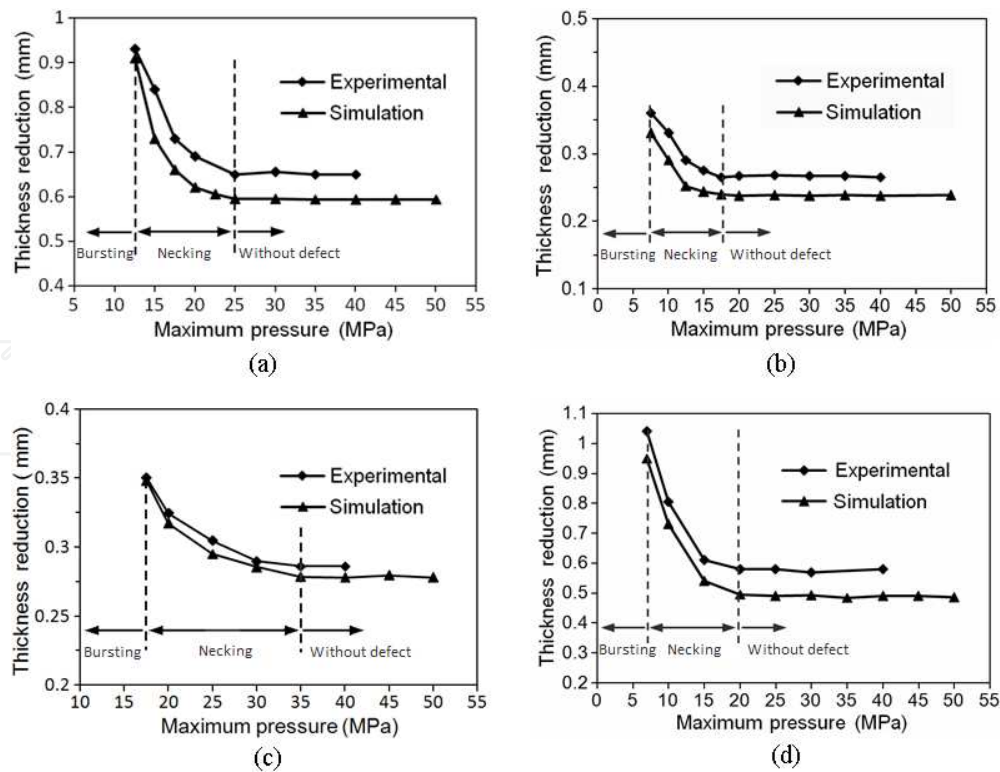 1
0.9
0.8
0.7
0.6
0.5
0.4
Thickness reduction (mm)
Experimental
Simulation
Bursting
Necking
Without defect
5 10 15 20 25 30 35 40 45 50 55
Maximum pressure (MPa)
(a)
0.5
0.4
0.3
0.2
0.1
Thickness reduction (mm)
Experimental
Simulation
Bursting
Necking
Without defect
0 5 10 15 20 25 30 35 40 45 50 55
Maximum pressure (MPa)
(b)
0.4
0.35
0.3
0.25
0.2
Thickness reduction ( mm)
Experimental
Simulation
Bursting
Necking
Without defect
10 15 20 25 30 35 40 45 50 55
Maximum pressure (MPa)
(c)
1.1
1
0.9
0.8
0.7
0.6
0.5
0.4
0.3
0.2
Thickness reduction (mm)
Experimental
Simulation
Bursting
Necking
Without defect
0 5 10 15 20 25 30 35 40 45 50 55
Maximum pressure (MPa)
(d)